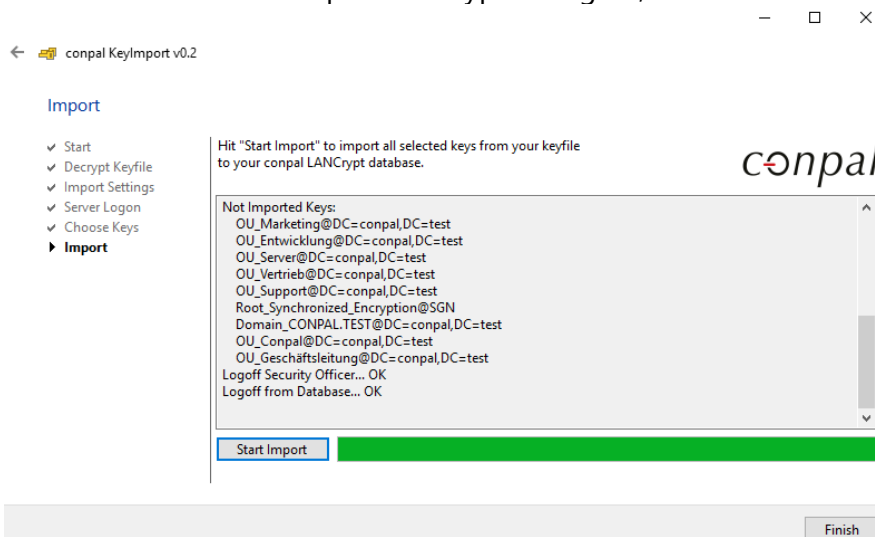 conpal KeyImport v0.2
Import
Start
Decrypt Keyfile
Import Settings
Server Logon
Choose Keys
Import
Hit "Start Import" to import all selected keys from your keyfile
to your conpal LANCrypt database.
conpal
Not Imported Keys:
OU_Marketing@DC=conpal,DC=test
OU_Entwicklung@DC=conpal,DC=test
OU_Server@DC=conpal,DC=test
OU_Vertrieb@DC=conpal,DC=test
OU_Support@DC=conpal,DC=test
Root_Synchronized_Encryption@SGN
Domain_CONPAL.TEST@DC=conpal,DC=test
OU_Conpal@DC=conpal,DC=test
OU_Geschäftsleitung@DC=conpal,DC=test
Logoff Security Officer... OK
Logoff from Database... OK
Start Import
Finish